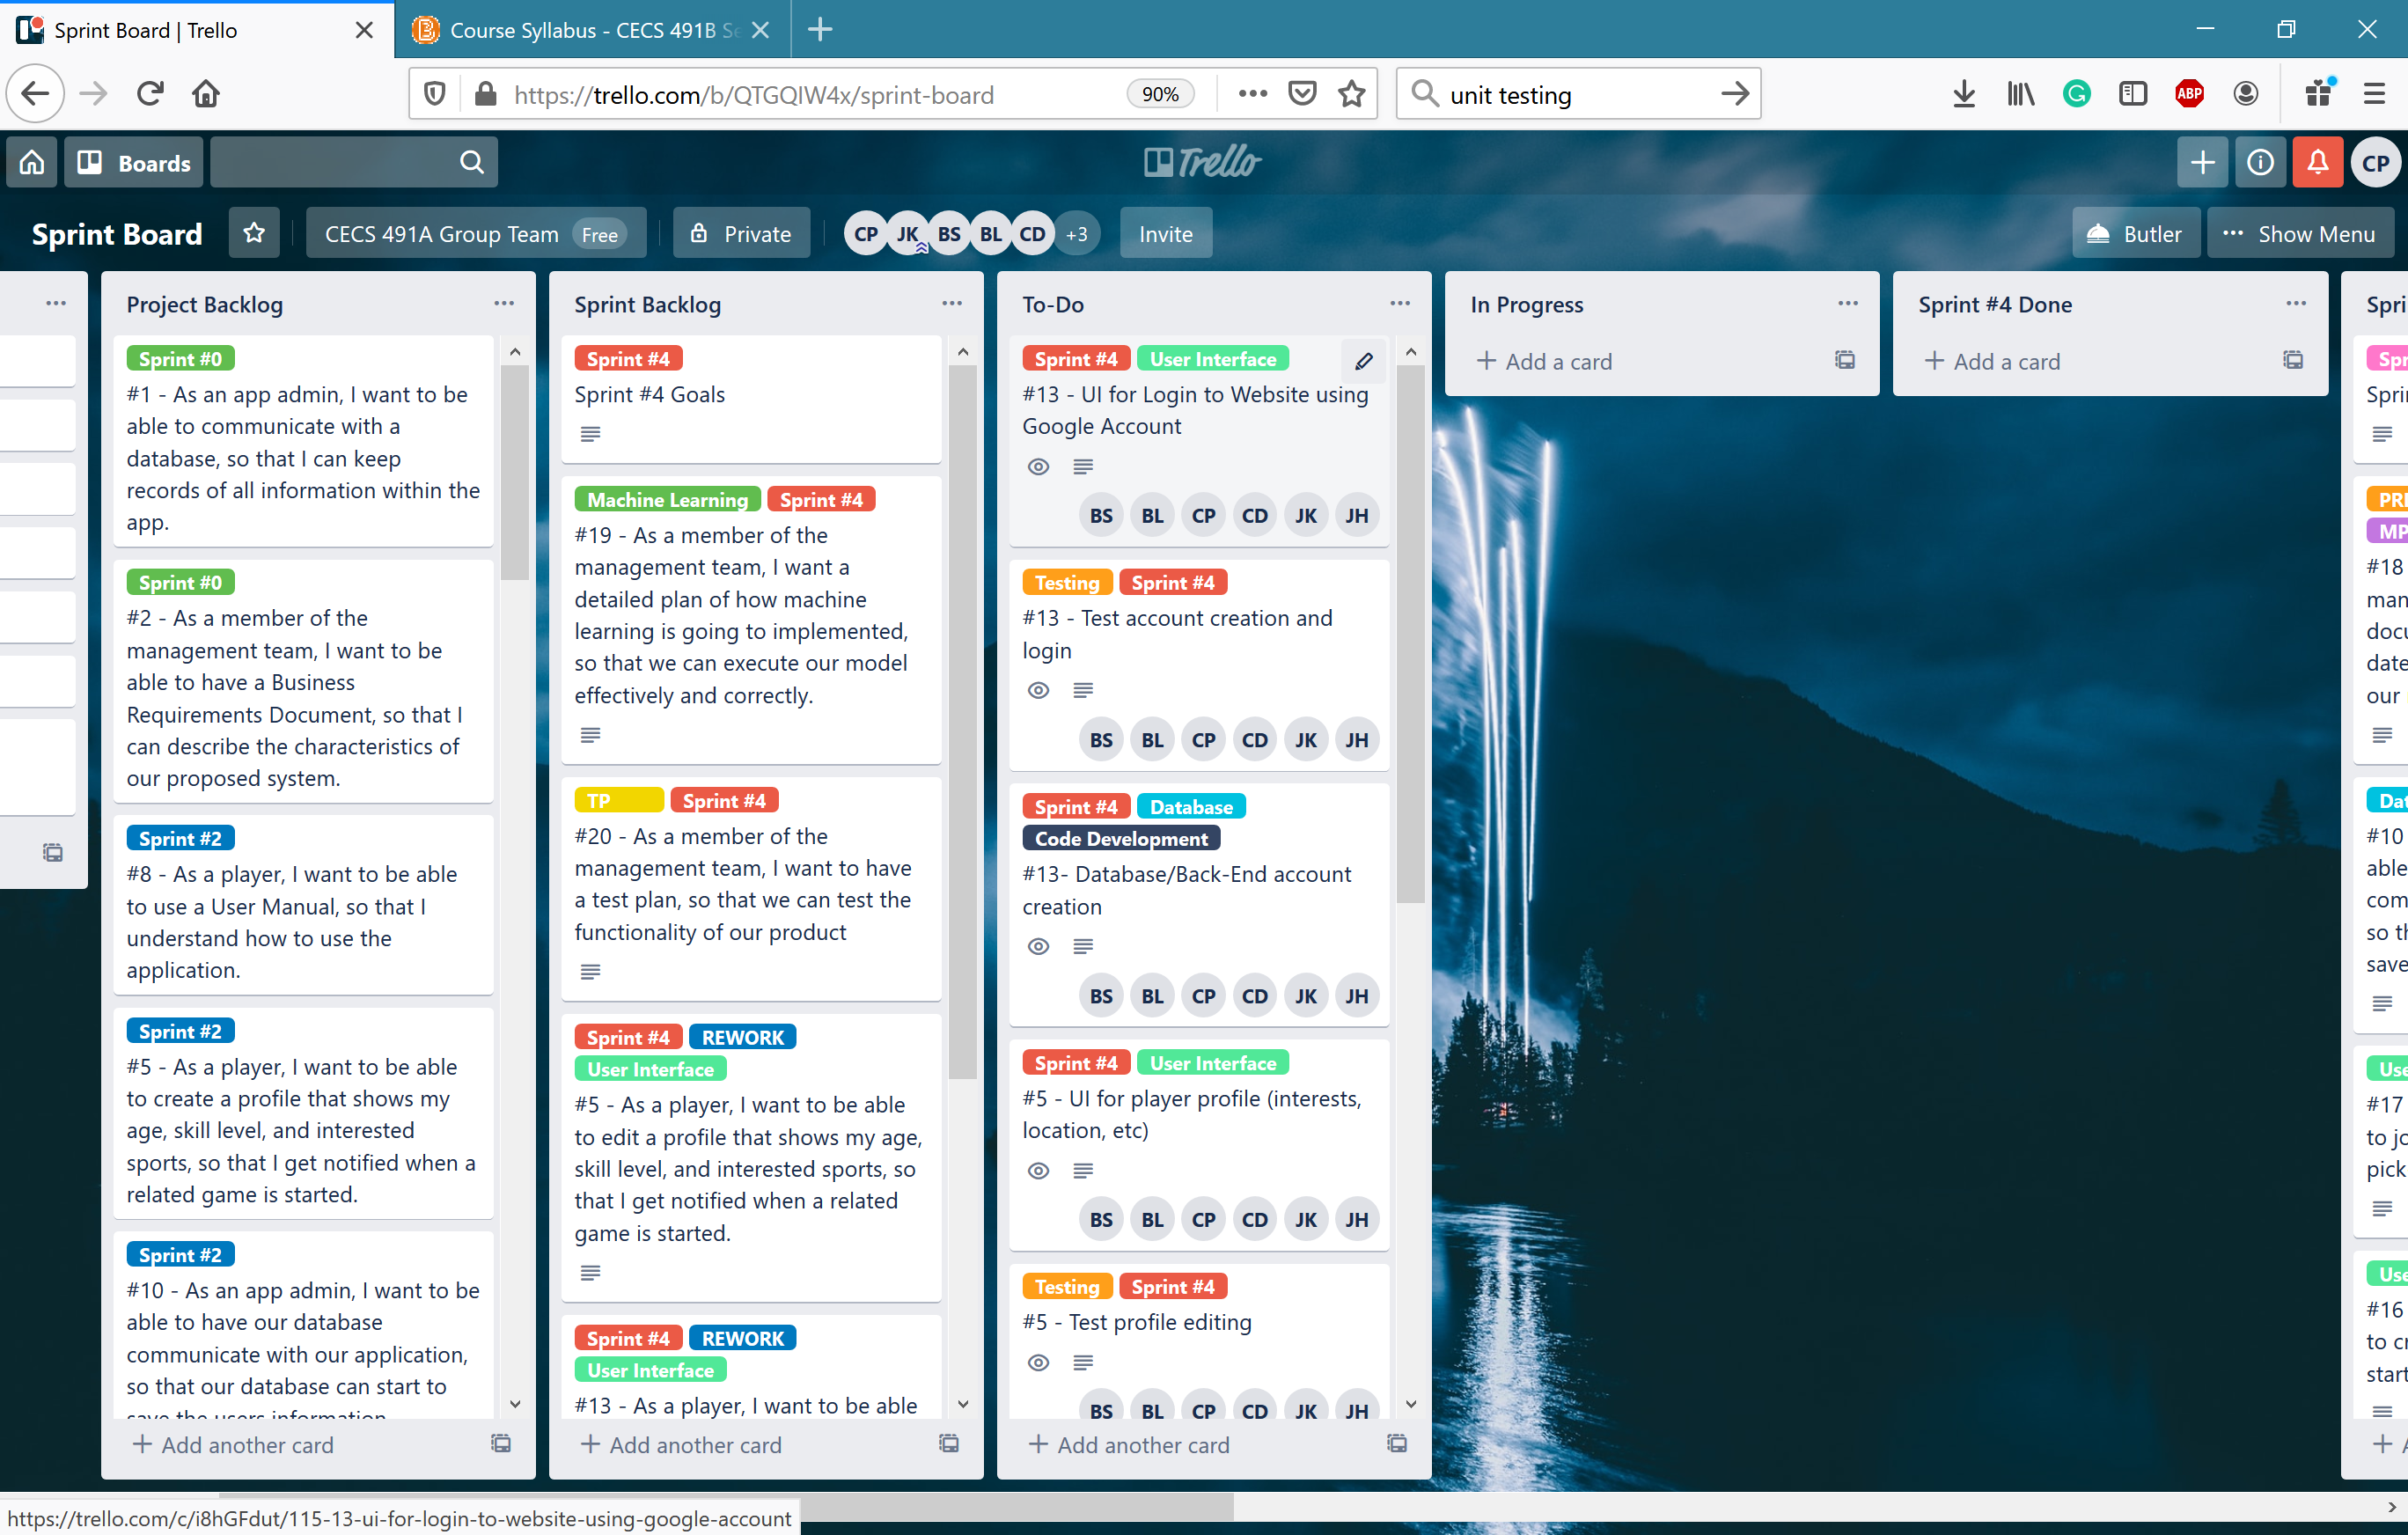 Sprint Board | Trello
Course Syllabus - CECS 491B Se
https://trello.com/b/QTGQIW4x/sprint-board
90%
unit testing
ABP
Boards
Trello
CP
Sprint Board
CECS 491A Group Team Free
Private
CP JK BS BL CD +3
Invite
Butler
Show Menu
Project Backlog
Sprint #0
#1 - As an app admin, I want to be
able to communicate with a
database, so that I can keep
records of all information within the
app.
Sprint #0
#2 - As a member of the
management team, I want to be
able to have a Business
Requirements Document, so that I
can describe the characteristics of
our proposed system.
Sprint #2
#8 - As a player, I want to be able
to use a User Manual, so that I
understand how to use the
application.
Sprint #2
#5 - As a player, I want to be able
to create a profile that shows my
age, skill level, and interested
sports, so that I get notified when a
related game is started.
Sprint #2
#10 - As an app admin, I want to be
able to have our database
communicate with our application,
so that our database can start to
save the users information
Add another card
Sprint Backlog
Sprint #4
Sprint #4 Goals
Machine Learning Sprint #4
#19 - As a member of the
management team, I want a
detailed plan of how machine
learning is going to implemented,
so that we can execute our model
effectively and correctly.
TP Sprint #4
#20 - As a member of the
management team, I want to have
a test plan, so that we can test the
functionality of our product
Sprint #4 REWORK
User Interface
#5 - As a player, I want to be able
to edit a profile that shows my age,
skill level, and interested sports, so
that I get notified when a related
game is started.
Sprint #4 REWORK
User Interface
#13 - As a player, I want to be able
Add another card
To-Do
Sprint #4 User Interface
#13 - UI for Login to Website using
Google Account
BS BL CP CD JK JH
Testing Sprint #4
#13 - Test account creation and
login
BS BL CP CD JK JH
Sprint #4 Database
Code Development
#13- Database/Back-End account
creation
BS BL CP CD JK JH
Sprint #4 User Interface
#5 - UI for player profile (interests,
location, etc)
BS BL CP CD JK JH
Testing Sprint #4
#5 - Test profile editing
BS BL CP CD JK JH
Add another card
In Progress
Add a card
Sprint #4 Done
Add a card
Spri
Spr
Spri
PRI
MP
#18
man
docu
date
our
Dat
#10
able
com
so th
save
Use
#17
to jo
pick
Use
#16
to cr
start
https://trello.com/c/i8hGFdut/115-13-ui-for-login-to-website-using-google-account